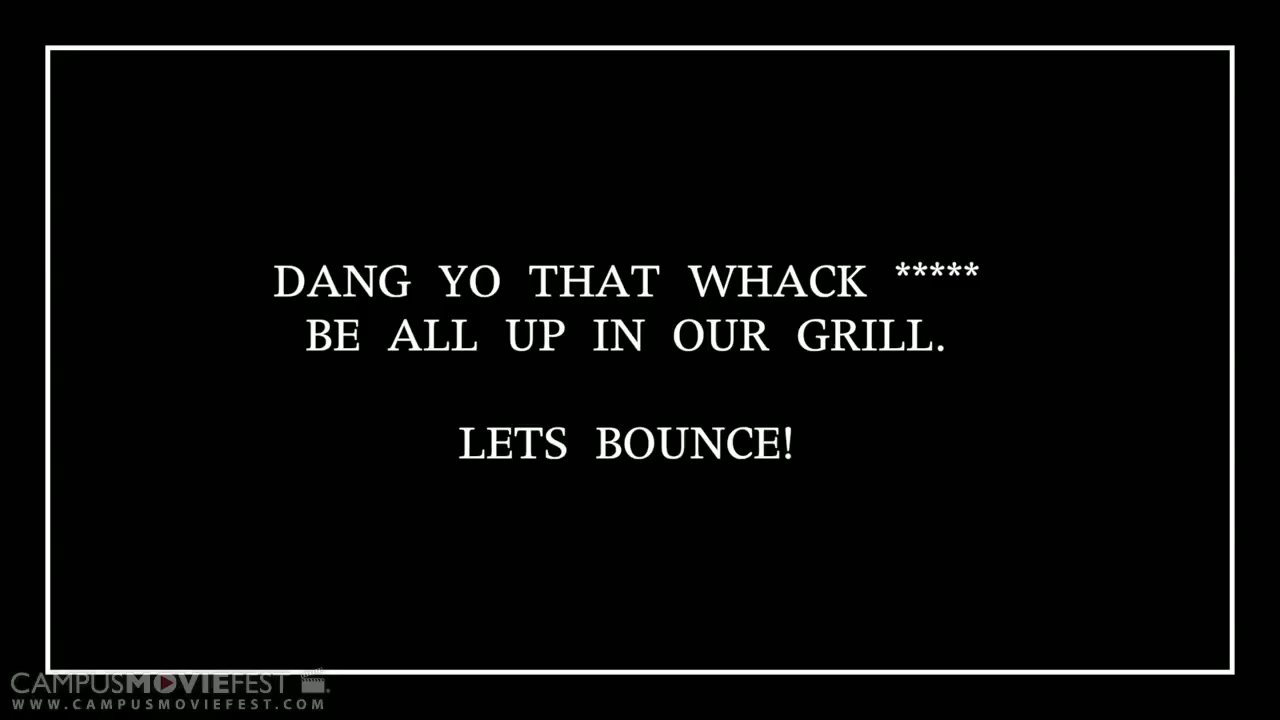 DANG YO THAT WHACK *****
BE ALL UP IN OUR GRILL.
LETS BOUNCE!
CAMPUSMOVIEFEST
WWW.CAMPUSMOVIEFEST.COM